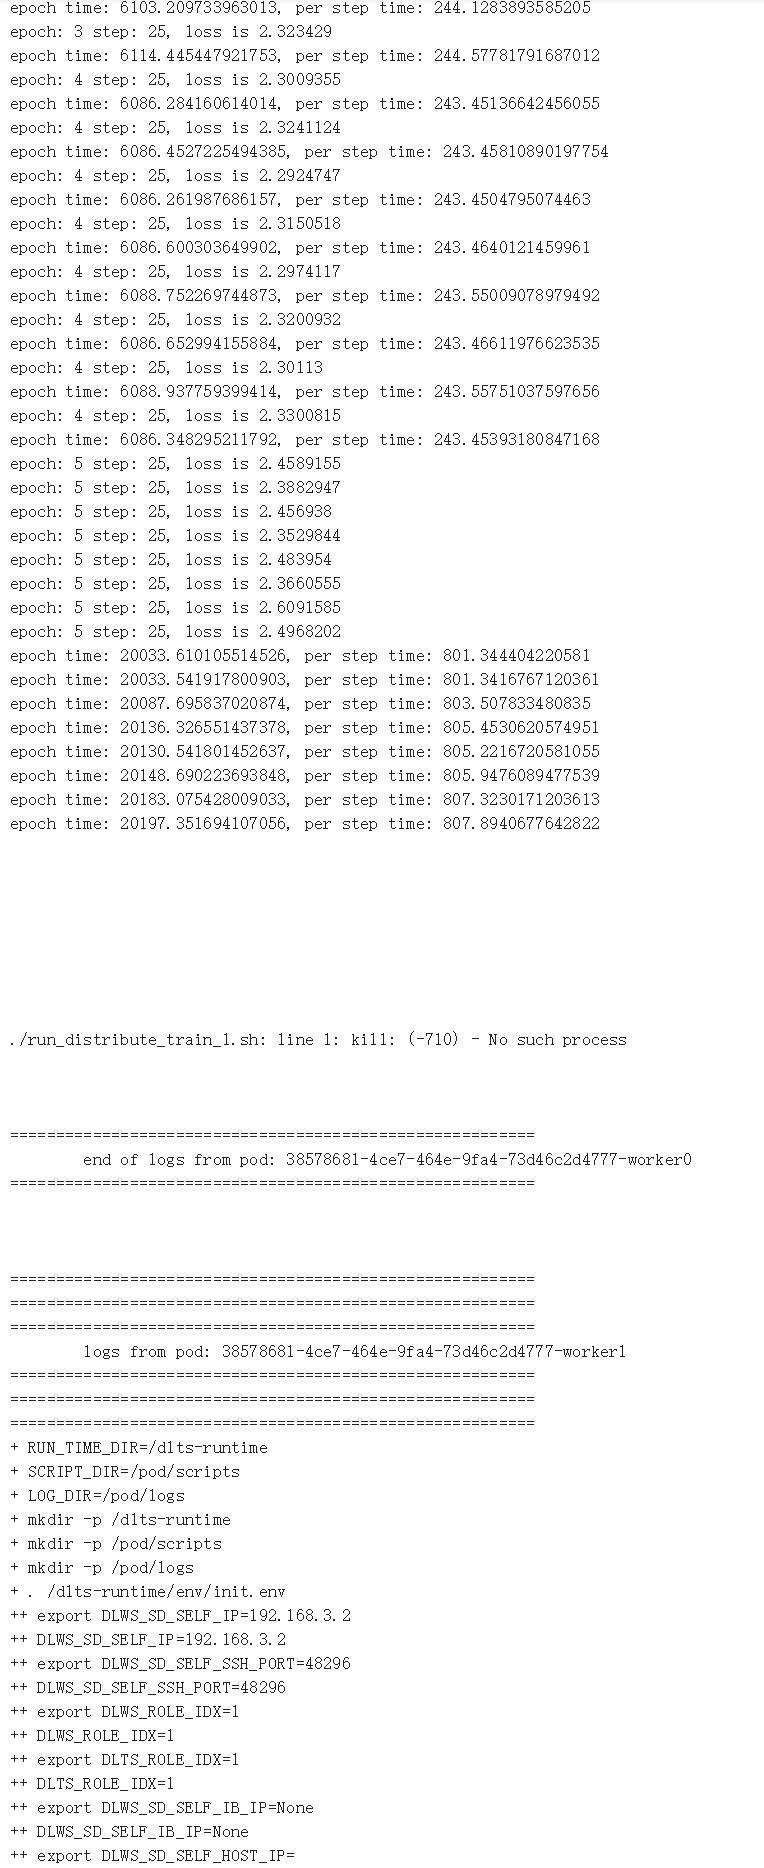 epoch time: 6103.209733963013, per step time: 244.1283893585205
epoch: 3 step: 25, loss is 2.323429
epoch time: 6114.445447921753, per step time: 244.57781791687012
epoch: 4 step: 25, loss is 2.3009355
epoch time: 6086.284160614014, per step time: 243.45136642456055
epoch: 4 step: 25, loss is 2.3241124
epoch time: 6086.4527225494385, per step time: 243.45810890197754
epoch: 4 step: 25, loss is 2.2924747
epoch time: 6086.261987686157, per step time: 243.4504795074463
epoch: 4 step: 25, loss is 2.3150518
epoch time: 6086.600303649902, per step time: 243.4640121459961
epoch: 4 step: 25, loss is 2.2974117
epoch time: 6088.752269744873, per step time: 243.55009078979492
epoch: 4 step: 25, loss is 2.3200932
epoch time: 6086.652994155884, per step time: 243.46611976623535
epoch: 4 step: 25, loss is 2.30113
epoch time: 6088.937759399414, per step time: 243.55751037597656
epoch: 4 step: 25, loss is 2.3300815
epoch time: 6086.348295211792, per step time: 243.45393180847168
epoch: 5 step: 25, loss is 2.4589155
epoch: 5 step: 25, loss is 2.3882947
epoch: 5 step: 25, loss is 2.456938
epoch: 5 step: 25, loss is 2.3529844
epoch: 5 step: 25, loss is 2.483954
epoch: 5 step: 25, loss is 2.3660555
epoch: 5 step: 25, loss is 2.6091585
epoch: 5 step: 25, loss is 2.4968202
epoch time: 20033.610105514526, per step time: 801.344404220581
epoch time: 20033.541917800903, per step time: 801.3416767120361
epoch time: 20087.695837020874, per step time: 803.507833480835
epoch time: 20136.326551437378, per step time: 805.4530620574951
epoch time: 20130.541801452637, per step time: 805.2216720581055
epoch time: 20148.690223693848, per step time: 805.9476089477539
epoch time: 20183.075428009033, per step time: 807.3230171203613
epoch time: 20197.351694107056, per step time: 807.8940677642822
./run_distribute_train_1.sh: line 1: kill: (-710) - No such process
=========================================================
end of logs from pod: 38578681-4ce7-464e-9fa4-73d46c2d4777-worker0
=========================================================
=========================================================
=========================================================
=========================================================
logs from pod: 38578681-4ce7-464e-9fa4-73d46c2d4777-worker1
=========================================================
=========================================================
=========================================================
+ RUN_TIME_DIR=/dlts-runtime
+ SCRIPT_DIR=/pod/scripts
+ LOG_DIR=/pod/logs
+ mkdir -p /dlts-runtime
+ mkdir -p /pod/scripts
+ mkdir -p /pod/logs
+ . /dlts-runtime/env/init.env
++ export DLWS_SD_SELF_IP=192.168.3.2
++ DLWS_SD_SELF_IP=192.168.3.2
++ export DLWS_SD_SELF_SSH_PORT=48296
++ DLWS_SD_SELF_SSH_PORT=48296
++ export DLWS_ROLE_IDX=1
++ DLWS_ROLE_IDX=1
++ export DLTS_ROLE_IDX=1
++ DLTS_ROLE_IDX=1
++ export DLWS_SD_SELF_IB_IP=None
++ DLWS_SD_SELF_IB_IP=None
++ export DLWS_SD_SELF_HOST_IP=